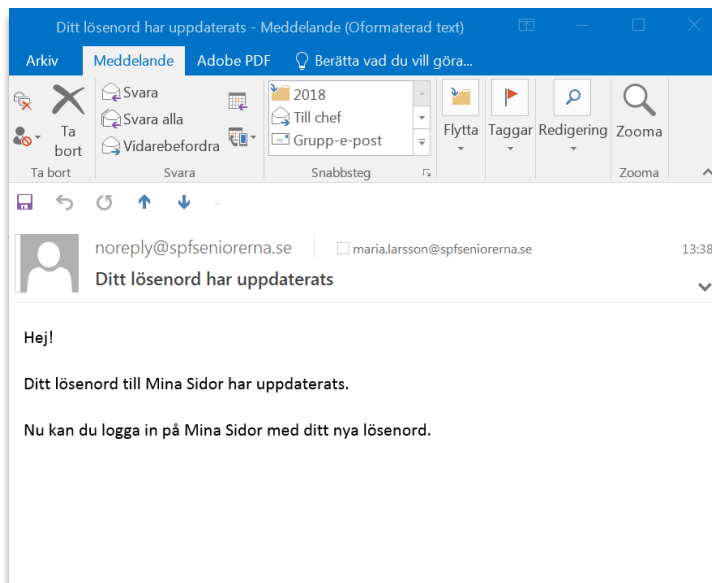 Ditt lösenord har uppdaterats - Meddelande (Oformaterad text)
Arkiv Meddelande Adobe PDF Berätta vad du vill göra...
Ta bort
Svara
Svara alla
Vidarebefordra
2018
Till chef
Grupp-e-post
Flytta Taggar Redigering Zooma
Ta bort Svara Snabbsteg Zooma
noreply@spfseniorerna.se maria.larsson@spfseniorerna.se 13:38
Ditt lösenord har uppdaterats
Hej!
Ditt lösenord till Mina Sidor har uppdaterats.
Nu kan du logga in på Mina Sidor med ditt nya lösenord.